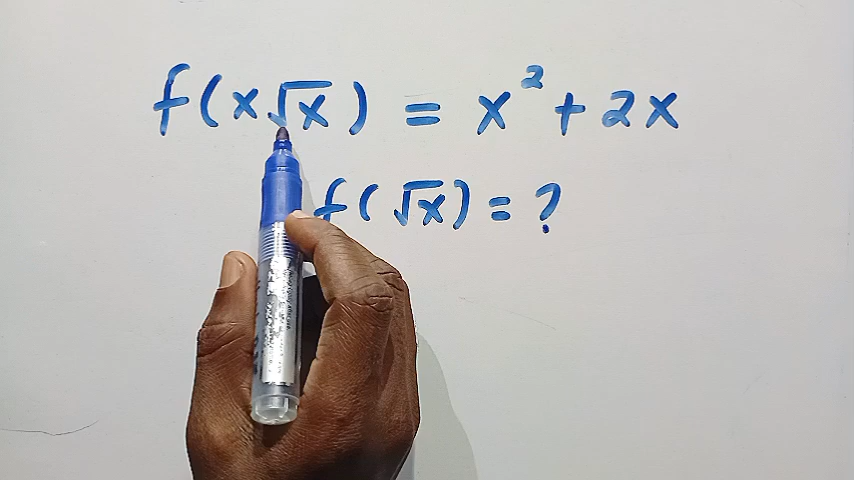 f(x√x) = x² + 2x
f(√x) = ?